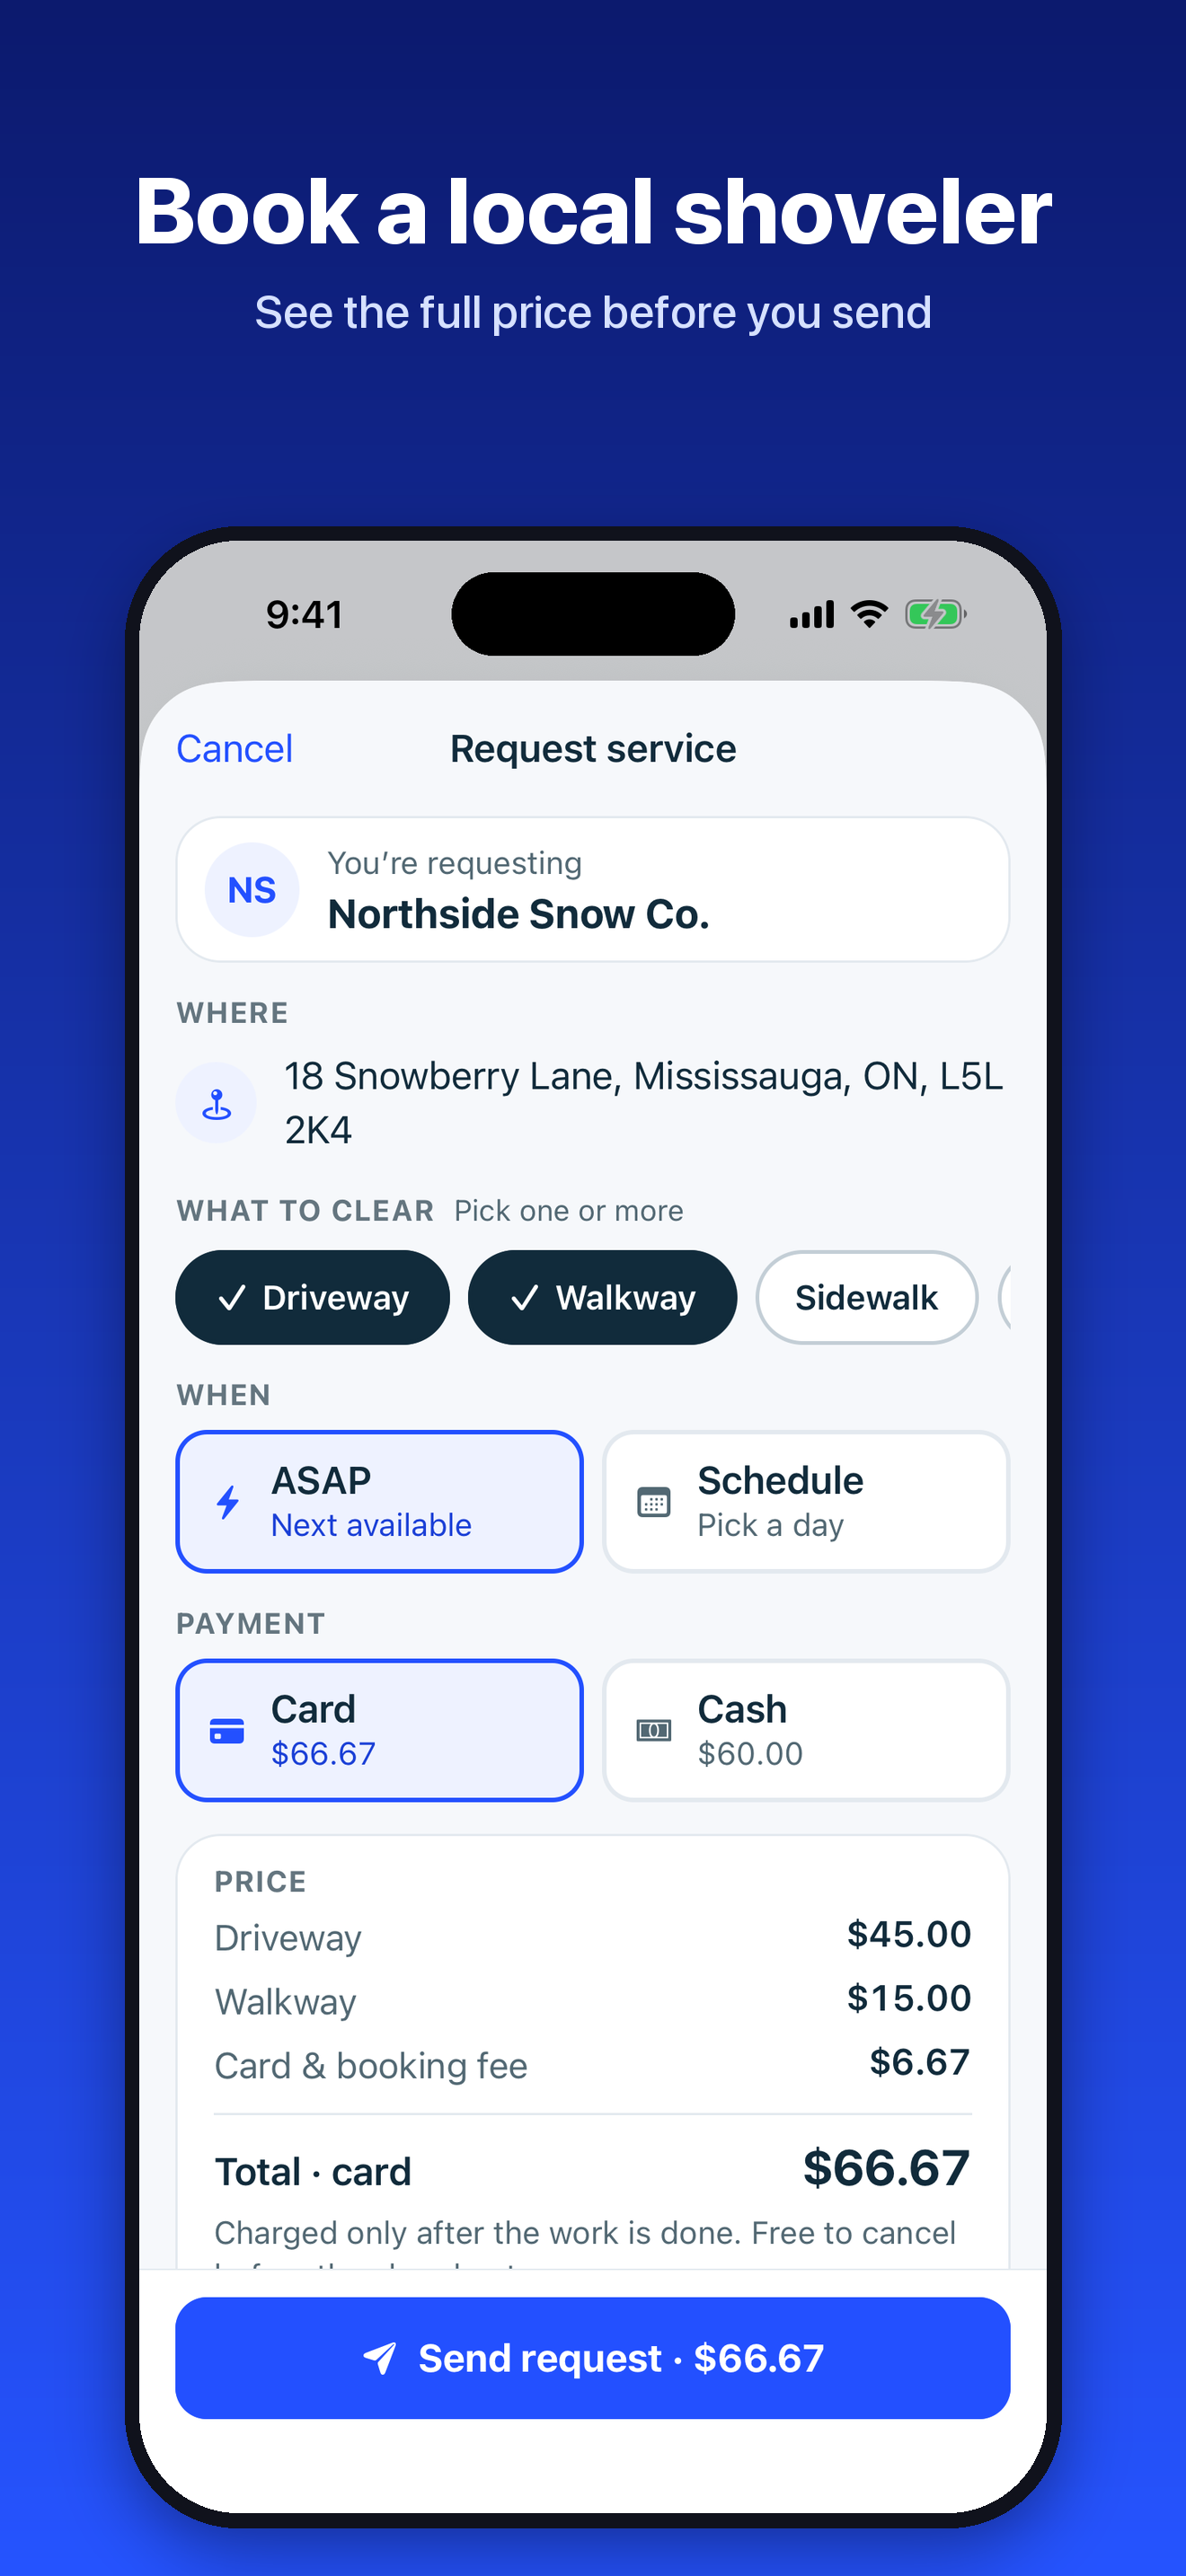 Book a local shoveler
See the full price before you send
9:41
Cancel
Request service
NS
You’re requesting
Northside Snow Co.
WHERE
18 Snowberry Lane, Mississauga, ON, L5L
2K4
WHAT TO CLEAR Pick one or more
Driveway
Walkway
Sidewalk
WHEN
ASAP
Next available
Schedule
Pick a day
PAYMENT
Card
$66.67
Cash
$60.00
PRICE
Driveway $45.00
Walkway $15.00
Card & booking fee $6.67
Total · card $66.67
Charged only after the work is done. Free to cancel
Send request · $66.67